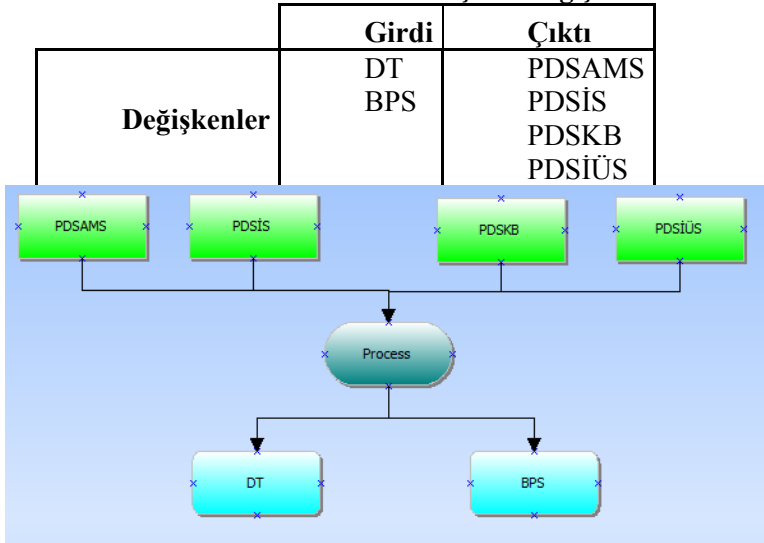 Girdi Çıktı
DT PDSAMS
BPS PDSİS
Değişkenler
PDSKB
PDSİÜS
PDSAMS PDSİS PDSKB PDSİÜS
Process
DT BPS